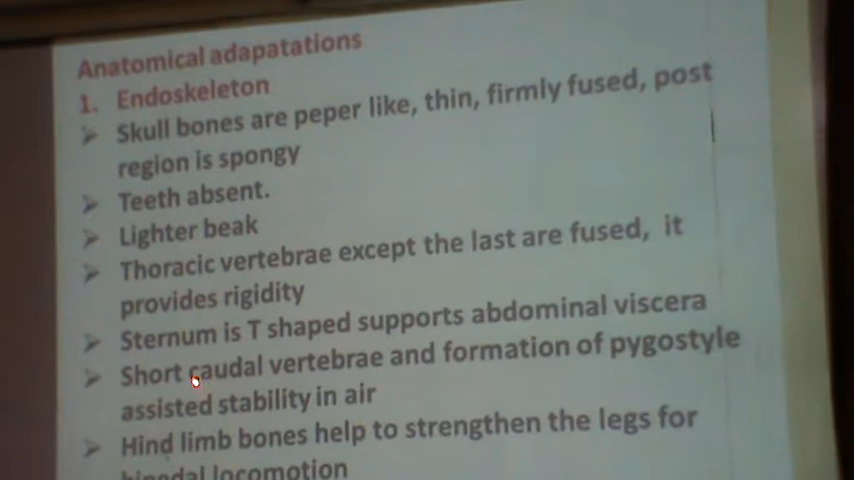 Anatomical adapatations
1. Endoskeleton
➢ Skull bones are peper like, thin, firmly fused, post
region is spongy
➢ Teeth absent.
➢ Lighter beak
➢ Thoracic vertebrae except the last are fused, it
provides rigidity
➢ Sternum is T shaped supports abdominal viscera
➢ Short caudal vertebrae and formation of pygostyle
assisted stability in air
➢ Hind limb bones help to strengthen the legs for
bipedal locomotion